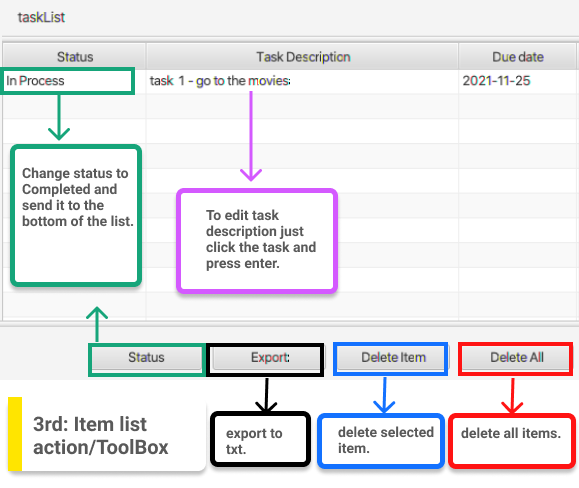 taskList
Status
Task Description
Due date
In Process
task 1 - go to the movies:
2021-11-25
Change status to
Completed and
send it to the
bottom of the list.
To edit task
description just
click the task and
press enter.
Status
Export:
Delete Item
Delete All
3rd: Item list
action/ToolBox
export to
txt.
delete selected
item.
delete all items.